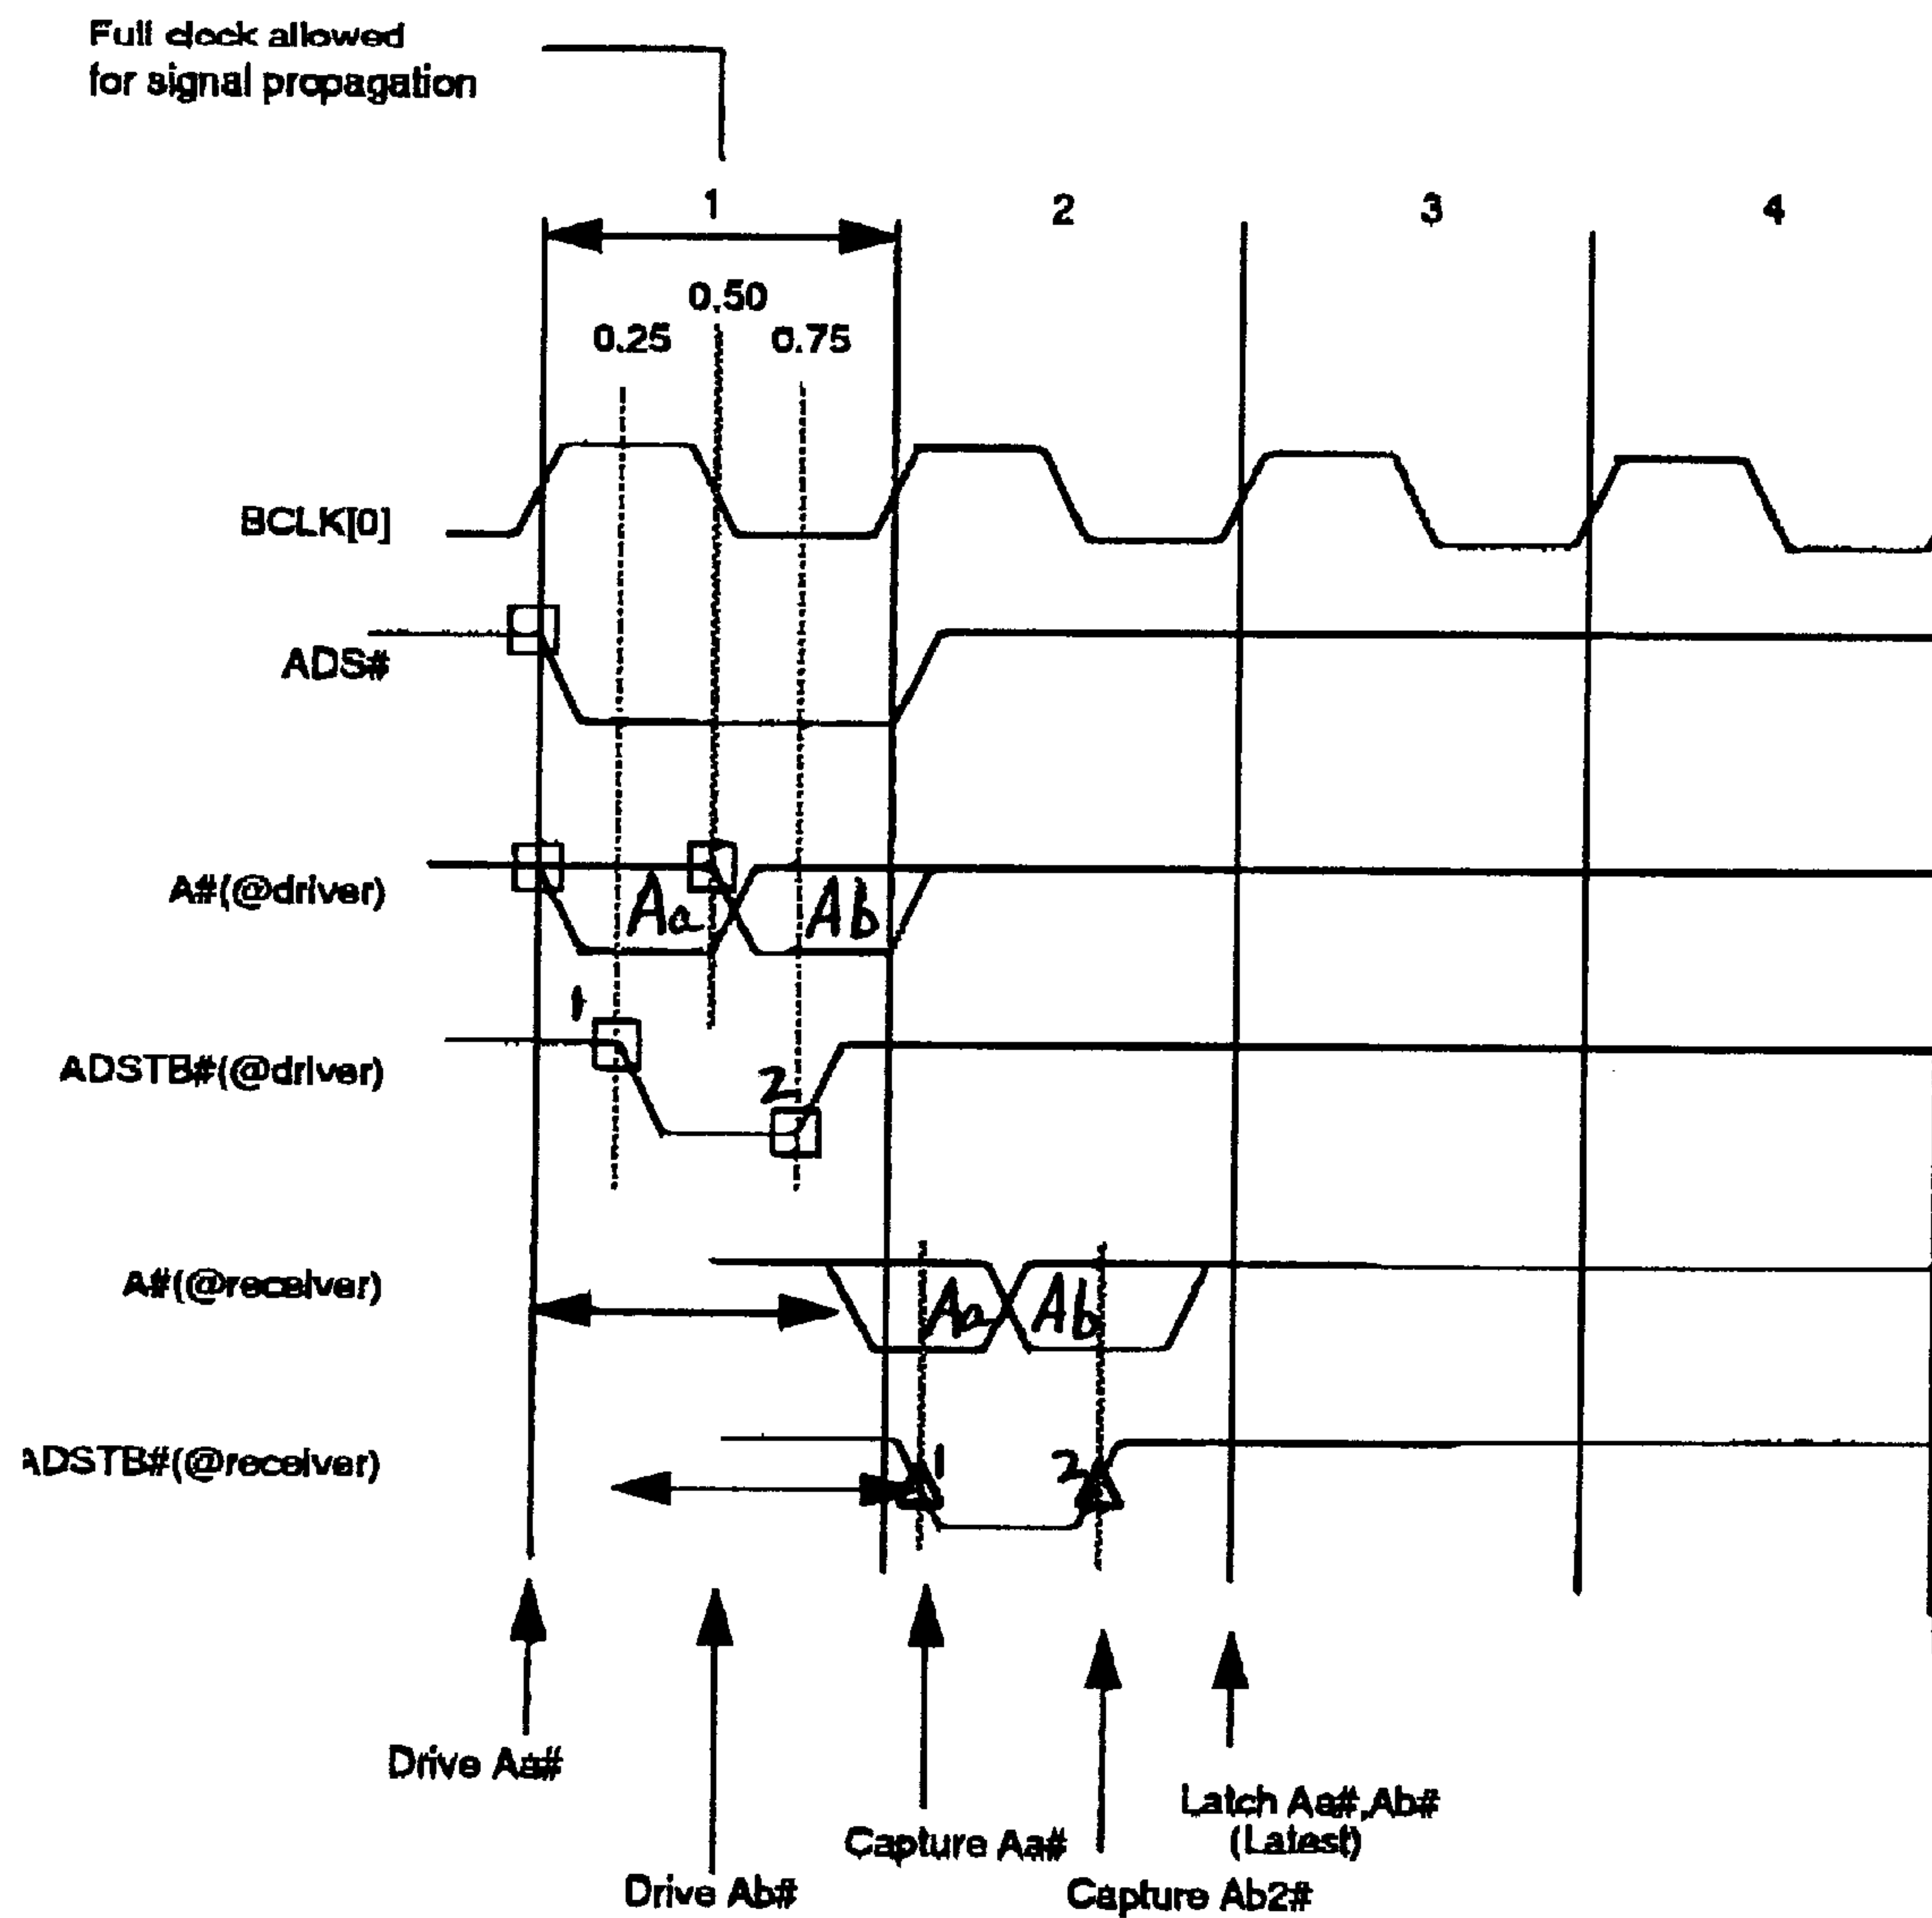 Full clock allowed
for signal propagation
1
2
3
4
0.50
0.25
0.75
BCLK[0]
ADS#
A#(@driver)
Aa
Ab
1
ADSTB#(@driver)
2
A#(@receiver)
Aa
Ab
ADSTB#(@receiver)
1
2
Drive Aa#
Latch Aa#,Ab#
(Latest)
Capture Aa#
Drive Ab#
Capture Ab2#